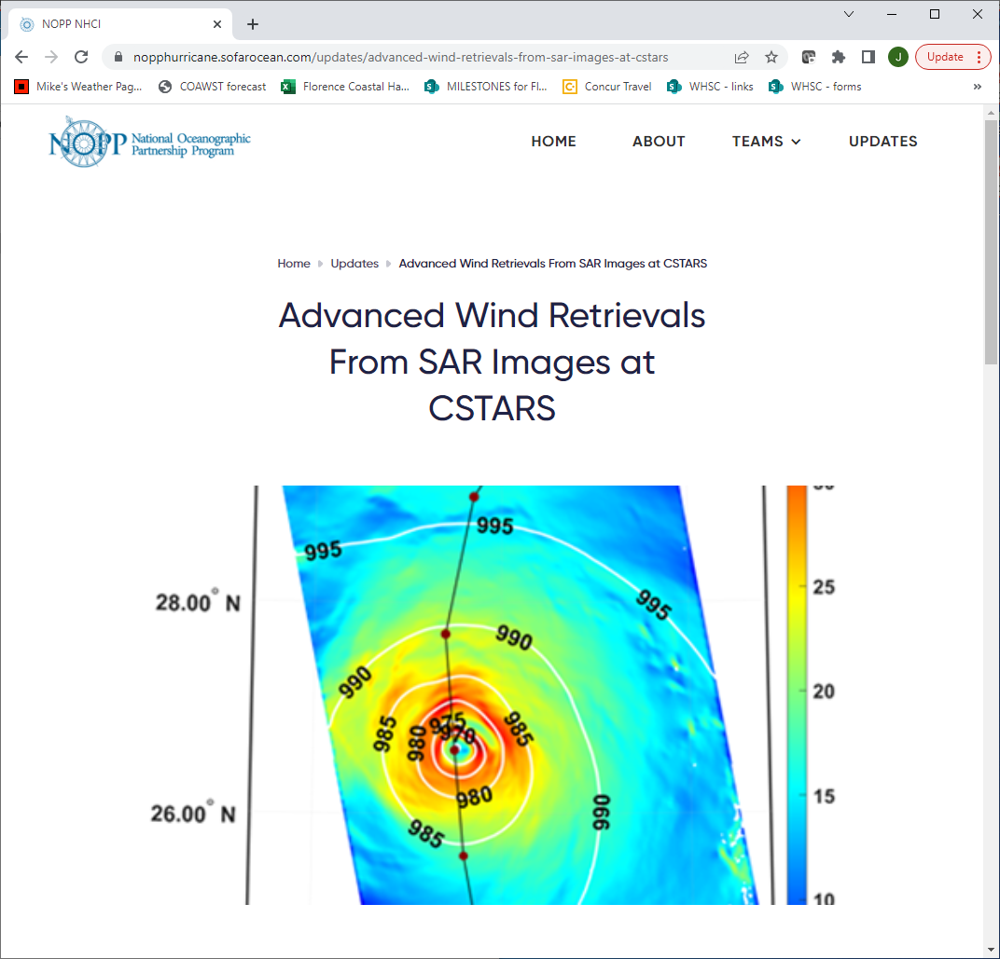 NOPP NHCI
nopphurricane.sofarocean.com/updates/advanced-wind-retrievals-from-sar-images-at-cstars
J
Update
Mike's Weather Pag...
COAWST forecast
Florence Coastal Ha...
MILESTONES for Fl...
Concur Travel
WHSC - links
WHSC - forms
»
NOPP National Oceanographic
Partnership Program
HOME
ABOUT
TEAMS
UPDATES
Home
Updates
Advanced Wind Retrievals From SAR Images at CSTARS
Advanced Wind Retrievals
From SAR Images at
CSTARS
995
995
995
28.00° N
25
990
990
20
975
970
985
985
980
980
15
990
26.00° N
985
10